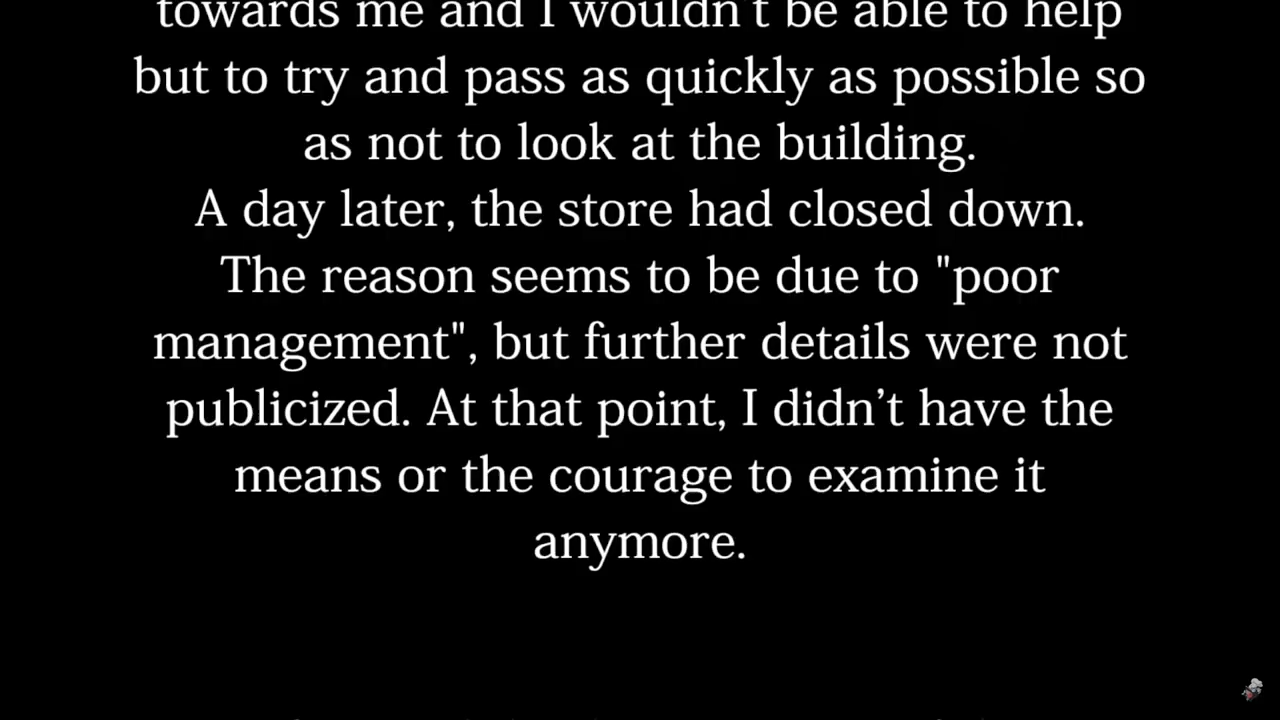 towards me and I wouldn't be able to help
but to try and pass as quickly as possible so
as not to look at the building.
A day later, the store had closed down.
The reason seems to be due to "poor
management", but further details were not
publicized. At that point, I didn’t have the
means or the courage to examine it
anymore.